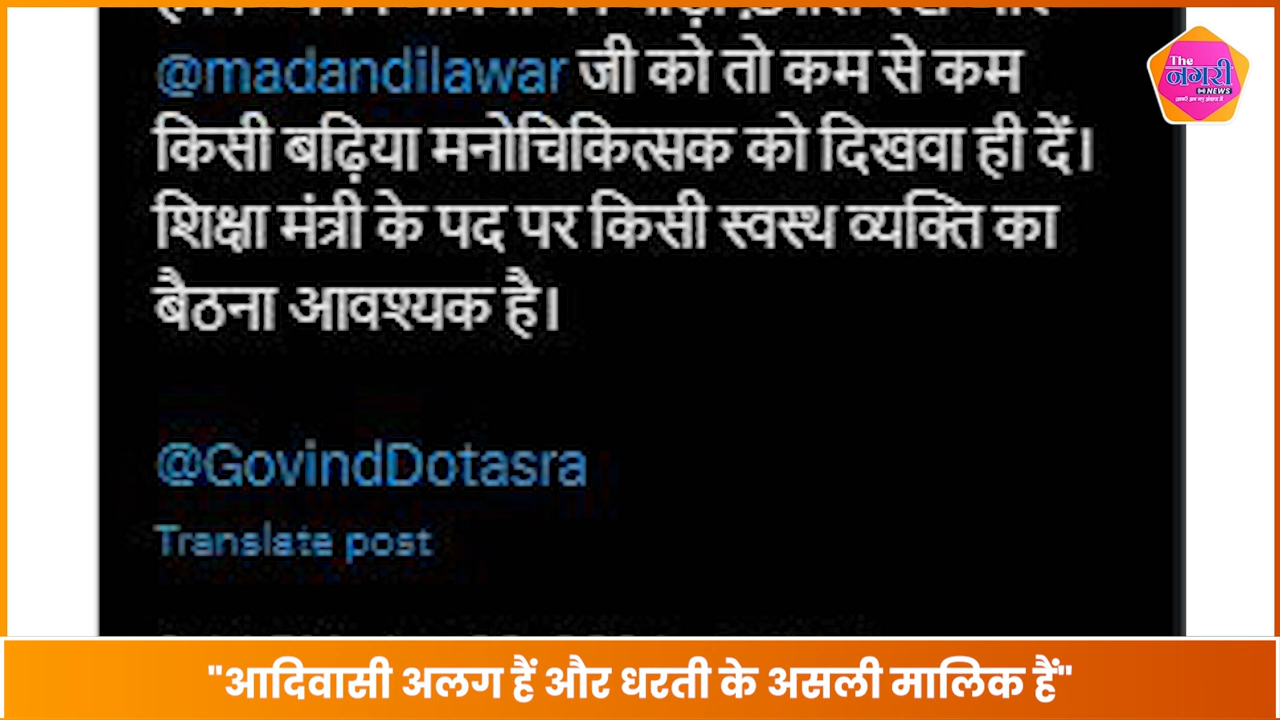 @madandilawar जी को तो कम से कम
किसी बढ़िया मनोचिकित्सक को दिखवा ही दें।
शिक्षा मंत्री के पद पर किसी स्वस्थ व्यक्ति का
बैठना आवश्यक है।
@GovindDotasra
Translate post
The
नगरी
NEWS
"आदिवासी अलग हैं और धरती के असली मालिक हैं"